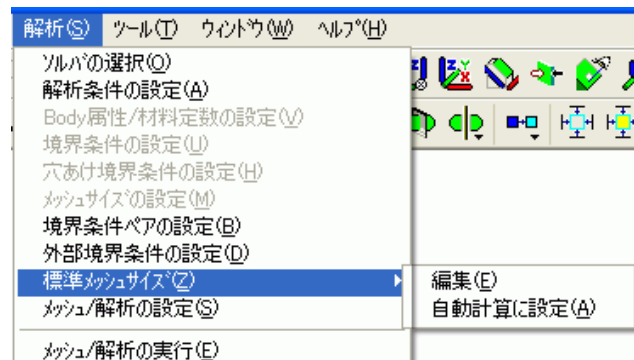 解析(S) ツール(T) ウィンドウ(W) ヘルプ(H)
ソルバの選択(O)
解析条件の設定(A)
Body属性/材料定数の設定(V)
境界条件の設定(U)
穴あけ境界条件の設定(H)
メッシュサイズの設定(M)
境界条件ペアの設定(B)
外部境界条件の設定(D)
標準メッシュサイズ(Z)
編集(E)
メッシュ/解析の設定(S)
自動計算に設定(A)
メッシュ/解析の実行(E)